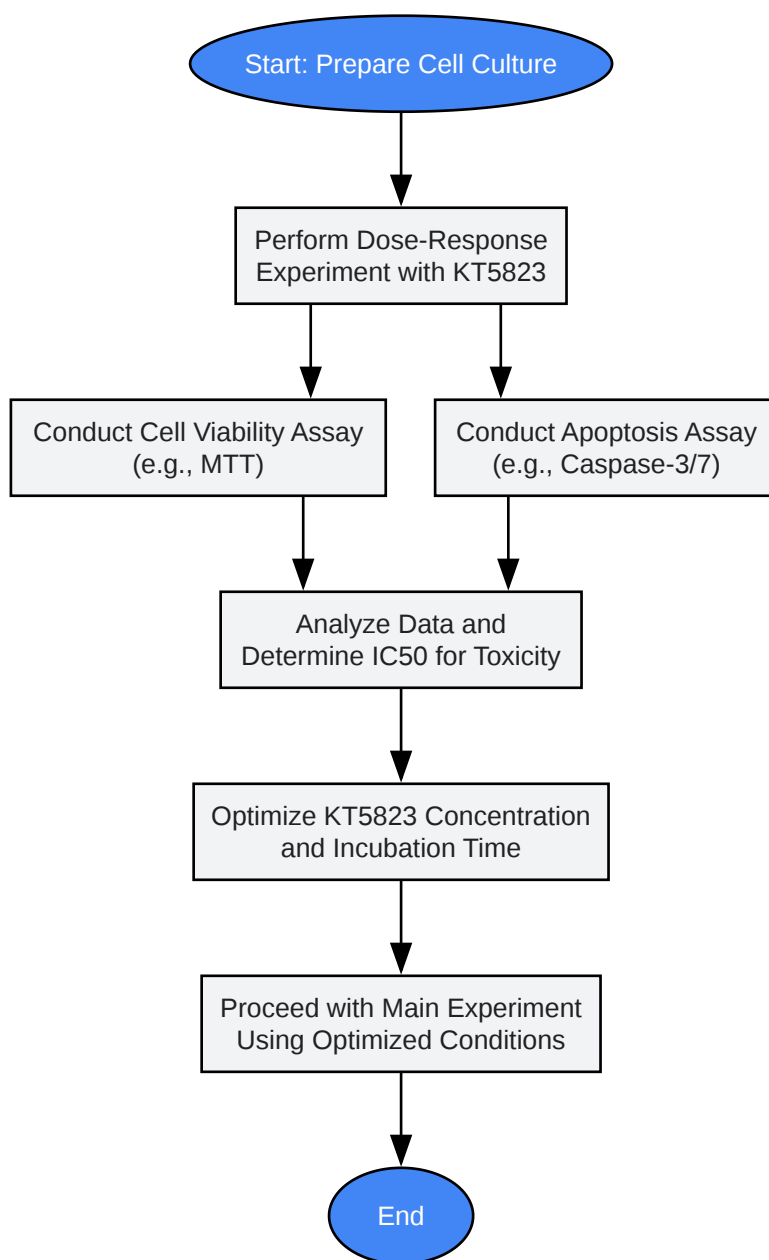 Start: Prepare Cell Culture
Perform Dose-Response
Experiment with KT5823
Conduct Cell Viability Assay
(e.g., MTT)
Conduct Apoptosis Assay
(e.g., Caspase-3/7)
Analyze Data and
Determine IC50 for Toxicity
Optimize KT5823 Concentration
and Incubation Time
Proceed with Main Experiment
Using Optimized Conditions
End